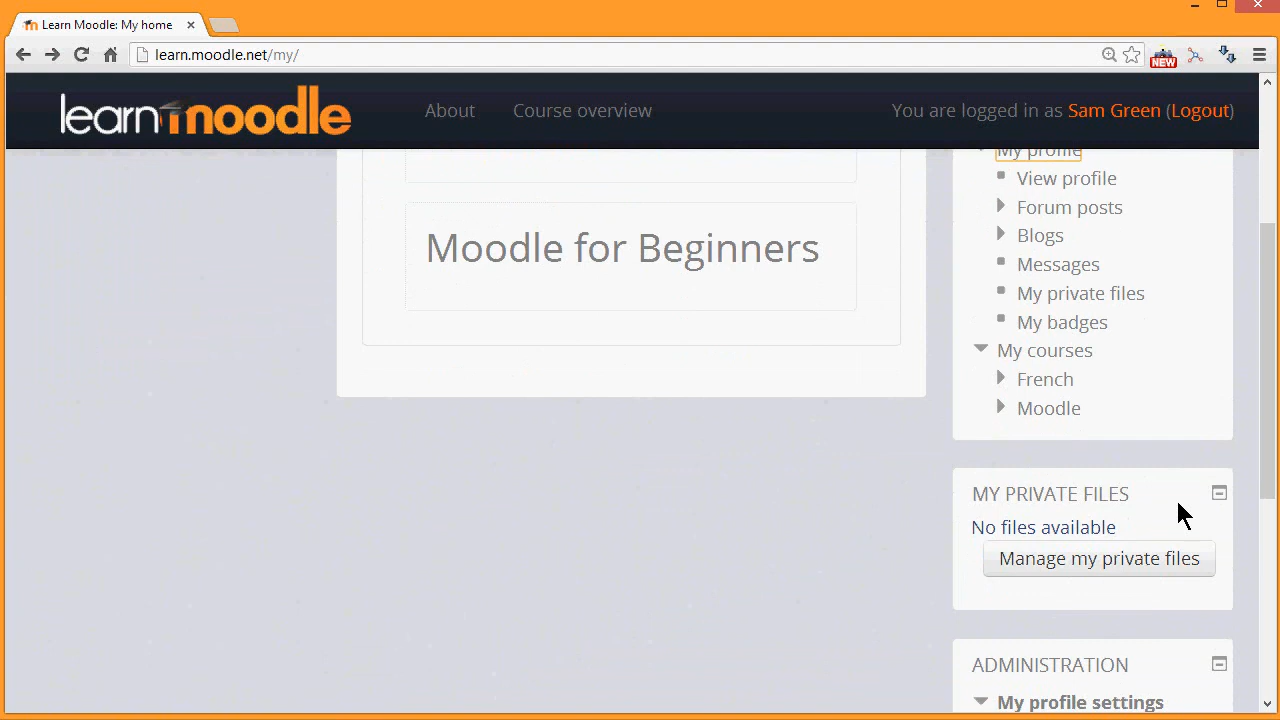 Learn Moodle: My home
learn.moodle.net/my/
NEW
learn moodle
About
Course overview
You are logged in as Sam Green (Logout)
My profile
View profile
Forum posts
Blogs
Messages
My private files
My badges
My courses
French
Moodle
Moodle for Beginners
MY PRIVATE FILES
No files available
Manage my private files
ADMINISTRATION
My profile settings